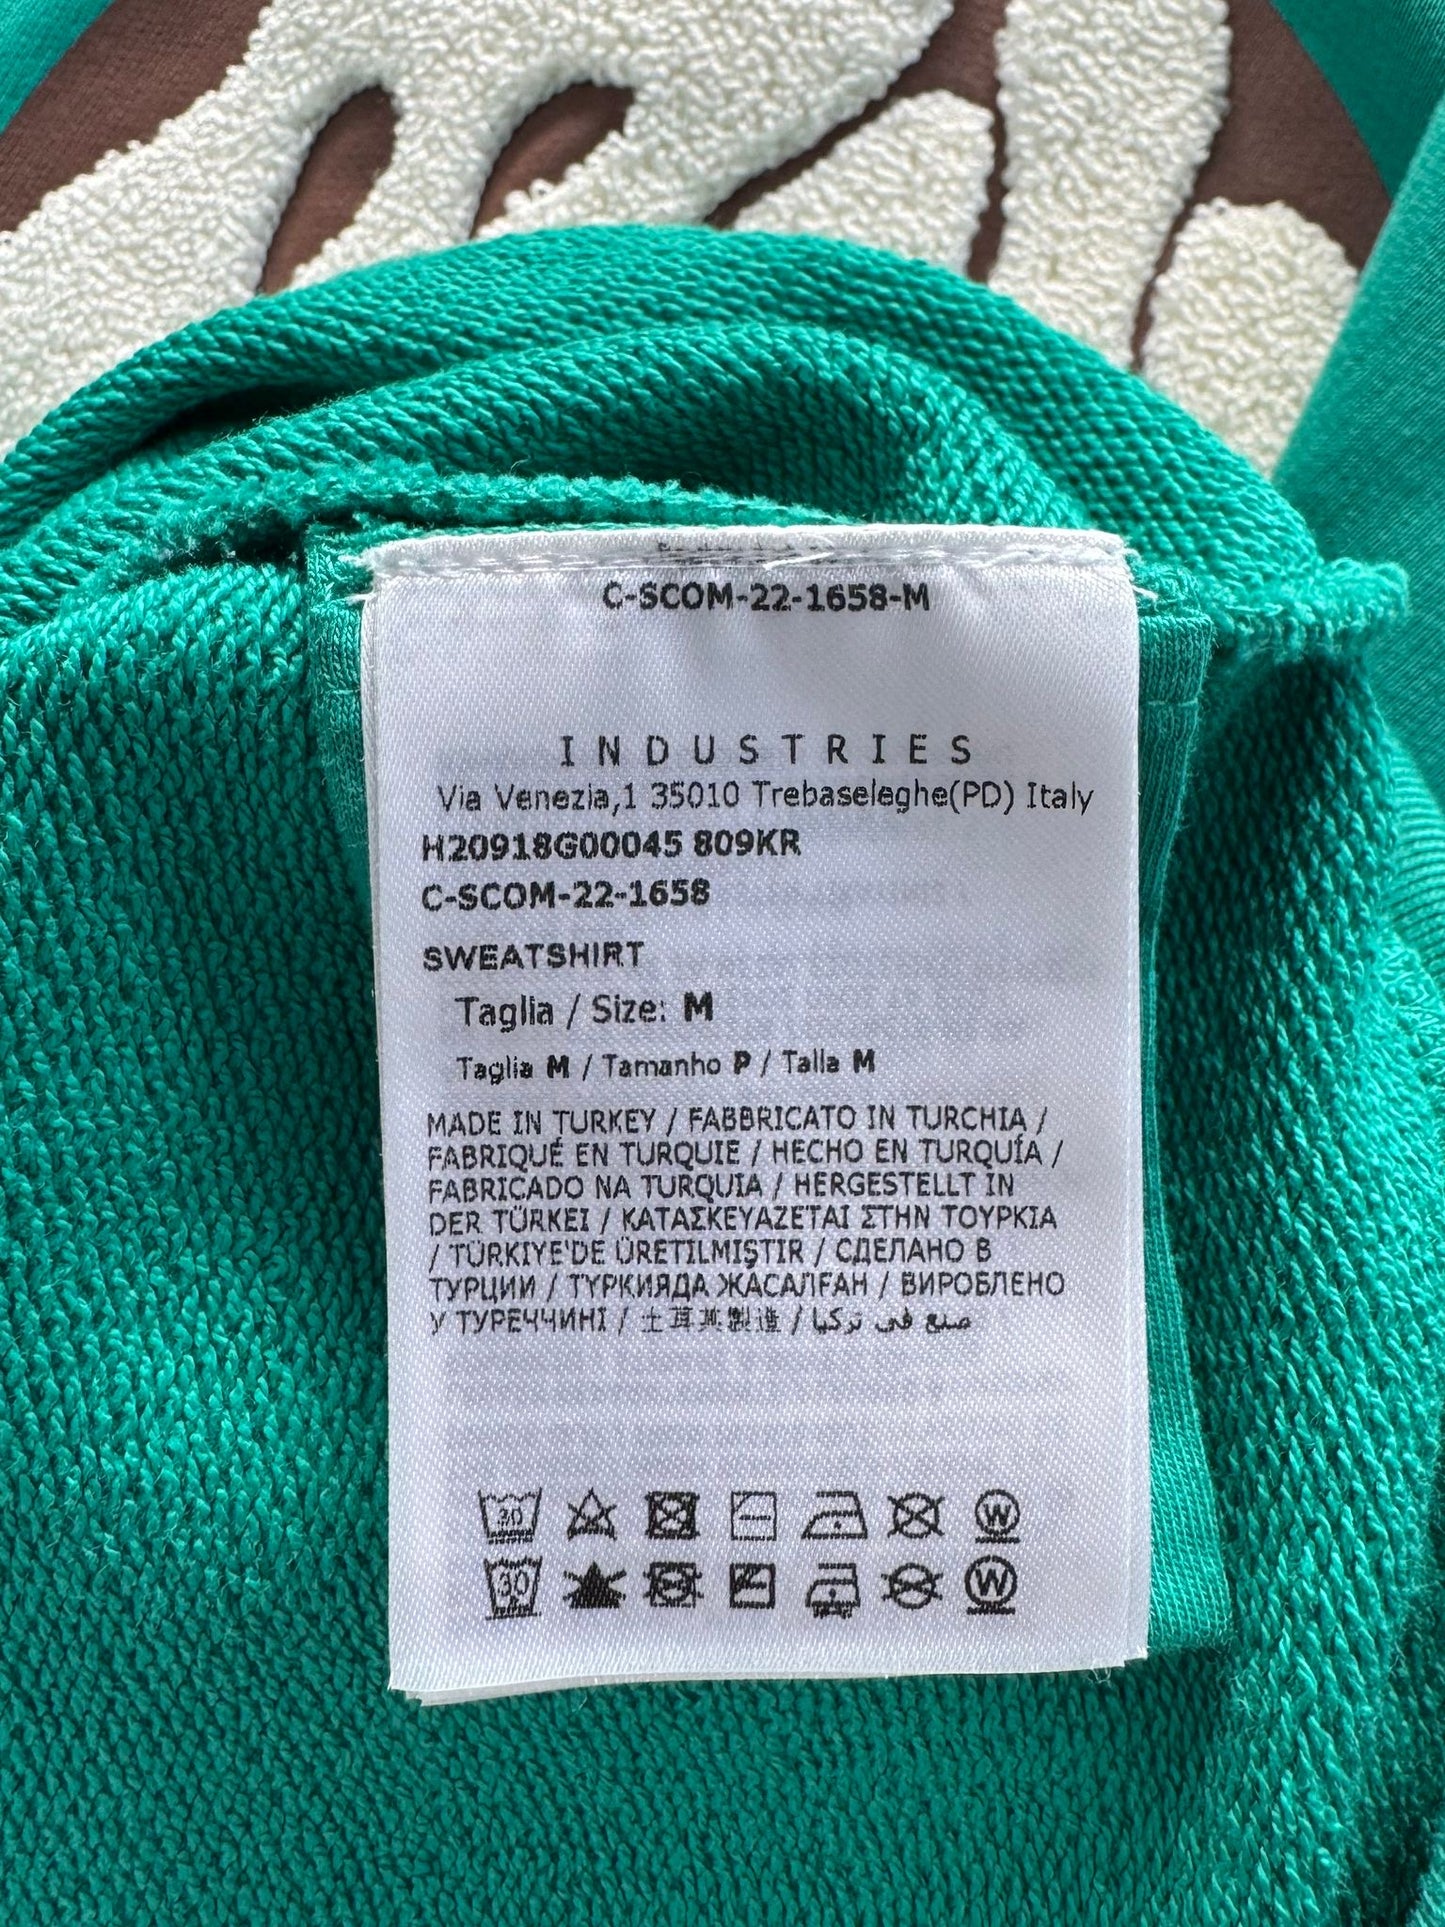 C-SCOM-22-1658-M
INDUSTRIES
Via Venezia,1 35010 Trebaseleghe(PD) Italy
H20918G00045 809KR
C-SCOM-22-1658
SWEATSHIRT
Taglia / Size: M
Taglia M / Tamanho P / Talla M
MADE IN TURKEY / FABBRICATO IN TURCHIA /
FABRIQUÉ EN TURQUIE / HECHO EN TURQUÍA /
FABRICADO NA TURQUIA / HERGESTELLT IN
DER TÜRKEI / ΚΑΤΑΣΚΕΥΑΖΕΤΑΙ ΣΤΗΝ ΤΟΥΡΚΙΑ
/ TÜRKIYE'DE ÜRETILMIŞTIR / СДЕЛАНО В
ТУРЦИИ / ТҮРКИЯДА ЖАСАЛҒАН / ВИРОБЛЕНО
У ТУРЕЧЧИНІ / 土耳其製造 / صنع في تركيا
30 W
30 W